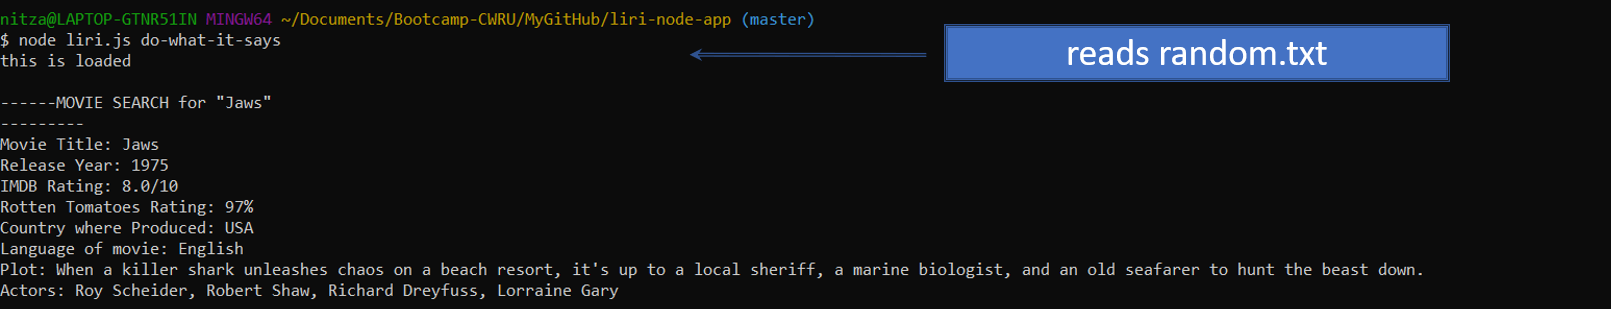 nitza@LAPTOP-GTNR51IN MINGW64 ~/Documents/Bootcamp-CWRU/MyGitHub/liri-node-app (master)
$ node liri.js do-what-it-says
reads random.txt
this is loaded
------MOVIE SEARCH for "Jaws"
---------
Movie Title: Jaws
Release Year: 1975
IMDB Rating: 8.0/10
Rotten Tomatoes Rating: 97%
Country where Produced: USA
Language of movie: English
Plot: When a killer shark unleashes chaos on a beach resort, it's up to a local sheriff, a marine biologist, and an old seafarer to hunt the beast down.
Actors: Roy Scheider, Robert Shaw, Richard Dreyfuss, Lorraine Gary